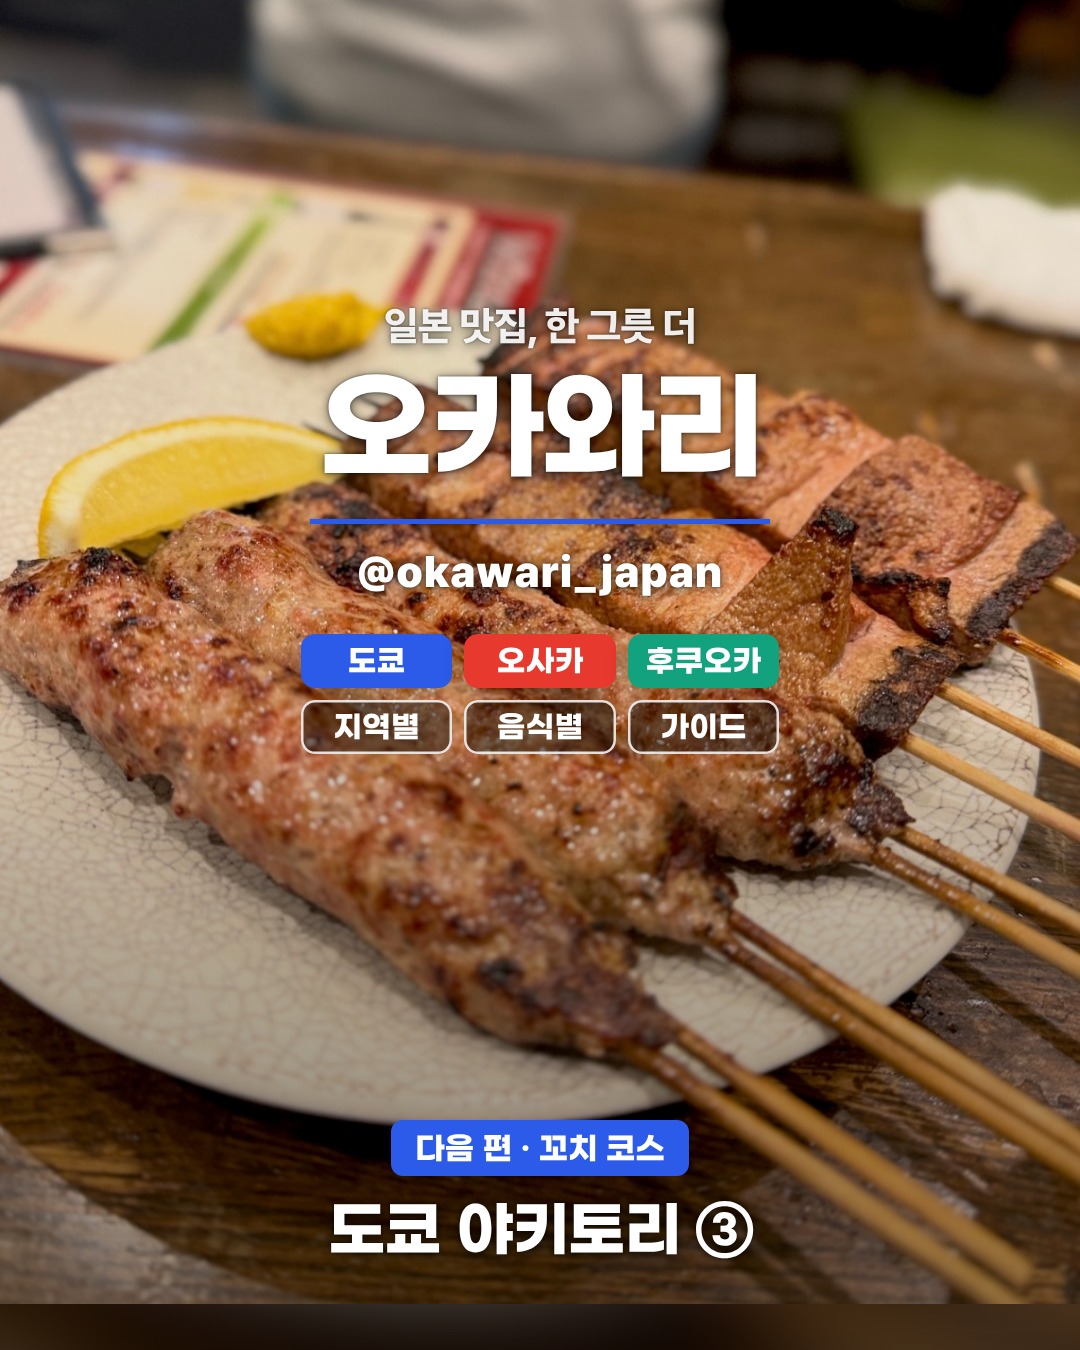 일본 맛집, 한 그릇 더
오카와리
@okawari_japan
도쿄 오사카 후쿠오카
지역별 음식별 가이드
다음 편 · 꼬치 코스
도쿄 야키토리 ③